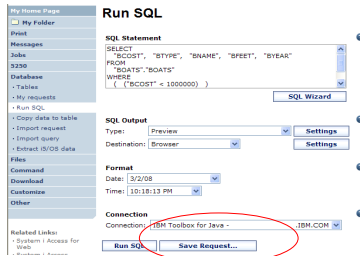 My Home Page
My Folder
Print
Messages
Jobs
5250
Database
• Tables
• My requests
• Run SQL
• Copy data to table
• Import request
• Import query
• Extract i5/OS data
Files
Command
Download
Customize
Other
Related Links:
• System i Access for
Web
• System i Access
Run SQL
SQL Statement
SELECT
"BCOST", "BTYPE", "BNAME", "BFEET", "BYEAR"
FROM
"BOATS"."BOATS"
WHERE
( ("BCOST" < 1000000) )
SQL Wizard
SQL Output
Type: Preview Settings
Destination: Browser Settings
Format
Date: 3/2/08
Time: 10:18:13 PM
Connection
Connection: IBM Toolbox for Java - .IBM.COM
Run SQL Save Request...